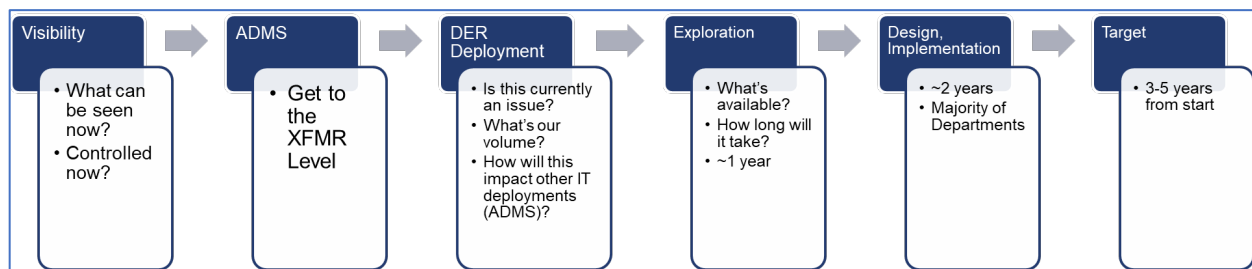 Visibility
• What can
be seen
now?
• Controlled
now?
ADMS
• Get to
the
XFMR
Level
DER
Deployment
• Is this currently
an issue?
• What's our
volume?
• How will this
impact other IT
deployments
(ADMS)?
Exploration
• What's
available?
• How long will
it take?
• ~1 year
Design,
Implementation
• ~2 years
• Majority of
Departments
Target
• 3-5 years
from start